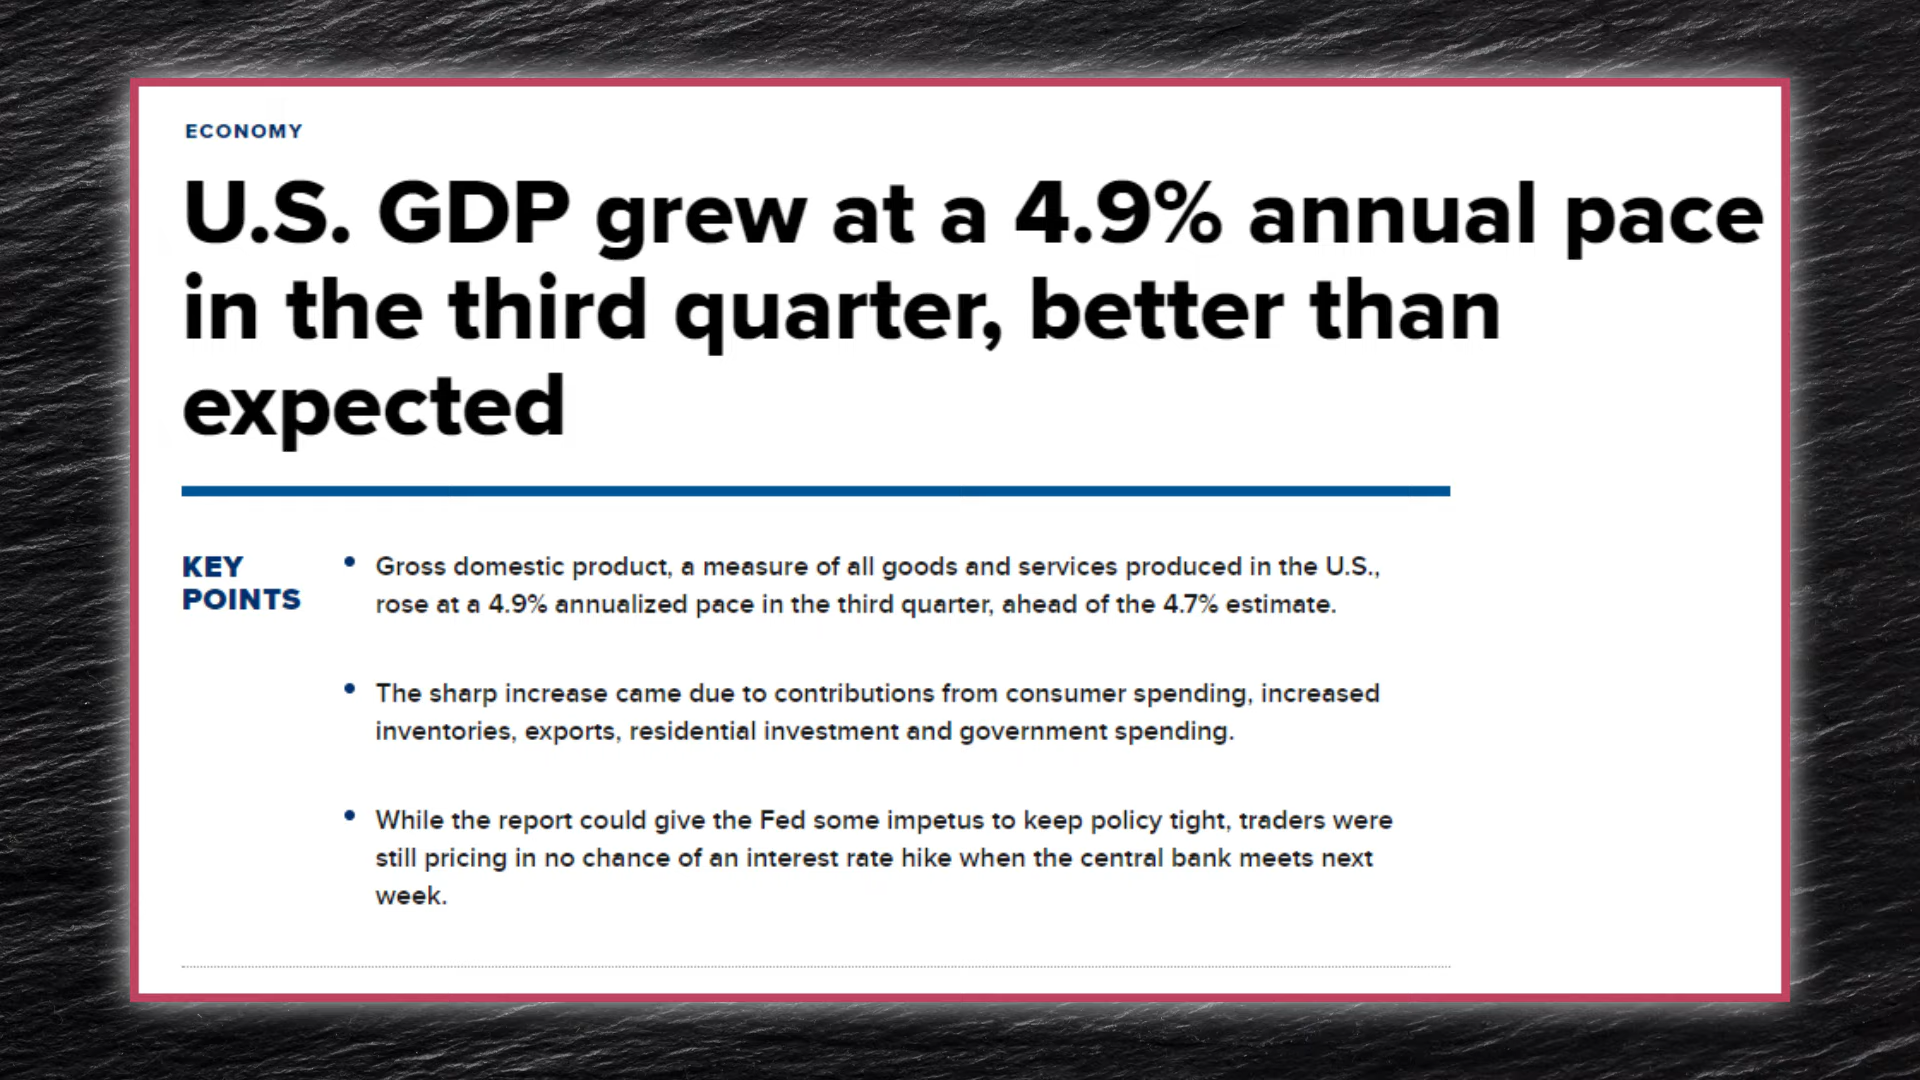 ECONOMY
U.S. GDP grew at a 4.9% annual pace
in the third quarter, better than
expected
KEY
POINTS
• Gross domestic product, a measure of all goods and services produced in the U.S.,
rose at a 4.9% annualized pace in the third quarter, ahead of the 4.7% estimate.
• The sharp increase came due to contributions from consumer spending, increased
inventories, exports, residential investment and government spending.
• While the report could give the Fed some impetus to keep policy tight, traders were
still pricing in no chance of an interest rate hike when the central bank meets next
week.